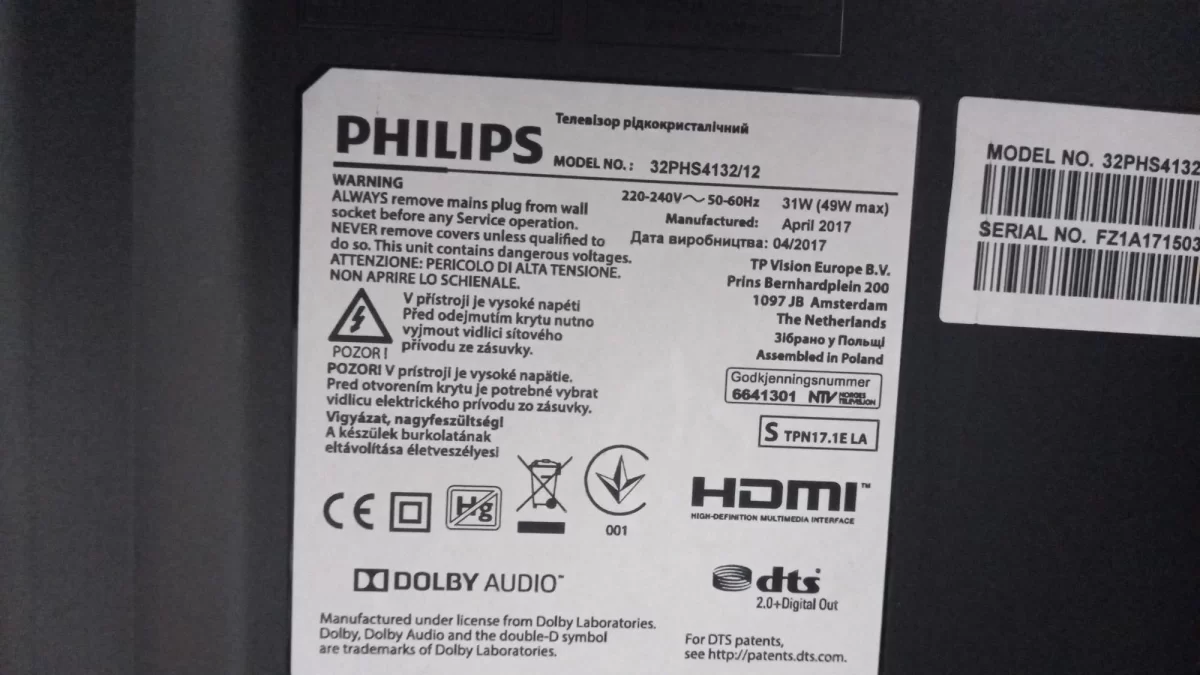 PHILIPS
Телевізор рідкокристалічний
MODEL NO.: 32PHS4132/12
WARNING
ALWAYS remove mains plug from wall
socket before any Service operation.
NEVER remove covers unless qualified to
do so. This unit contains dangerous voltages.
ATTENZIONE: PERICOLO DI ALTA TENSIONE.
NON APRIRE LO SCHIENALE.
V přístroji je vysoké napětí
Před odejmutím krytu nutno
vyjmout vidlici síťového
přívodu ze zásuvky.
POZOR!
POZOR! V prístroji je vysoké napätie.
Pred otvorením krytu je potrebné vybrat
vidlicu elektrického prívodu zo zásuvky.
Vigyázat, nagyfeszültség!
A készülek burkolatának
eltávolítása életveszélyes!
220-240V~ 50-60Hz 31W (49W max)
Manufactured: April 2017
Дата виробництва: 04/2017
TP Vision Europe B.V.
Prins Bernhardplein 200
1097 JB Amsterdam
The Netherlands
Зібрано у Польщі
Assembled in Poland
Godkjenningsnummer
6641301 NTV NORGES
TELEVISJON
S TPN17.1E LA
CE
Hg
001
HDMI™
HIGH-DEFINITION MULTIMEDIA INTERFACE
DOLBY AUDIO™
Manufactured under license from Dolby Laboratories.
Dolby, Dolby Audio and the double-D symbol
are trademarks of Dolby Laboratories.
dts
2.0+Digital Out
For DTS patents,
see http://patents.dts.com.
MODEL NO. 32PHS4132
SERIAL NO. FZ1A171503